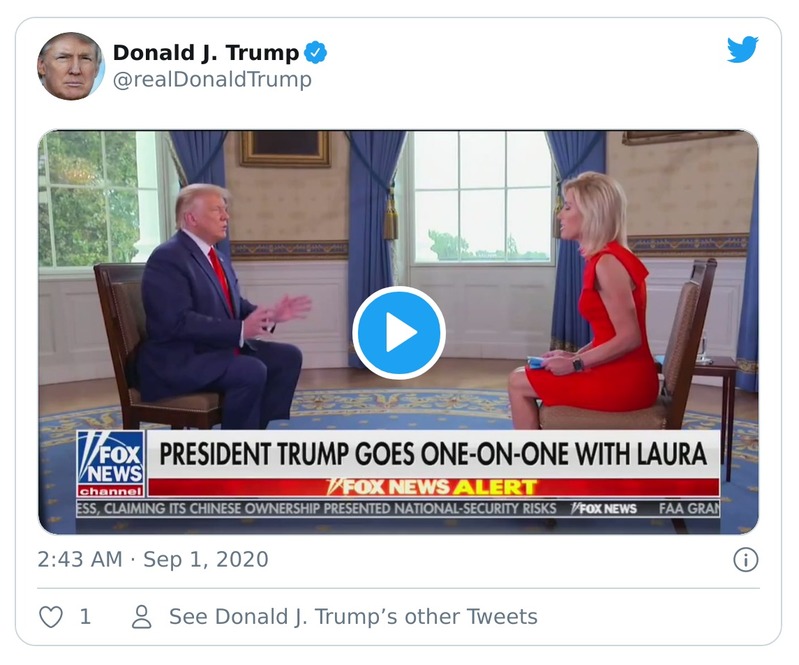 Donald J. Trump
@realDonaldTrump
FOX
NEWS
channel
PRESIDENT TRUMP GOES ONE-ON-ONE WITH LAURA
FOX NEWS ALERT
ESS, CLAIMING ITS CHINESE OWNERSHIP PRESENTED NATIONAL-SECURITY RISKS FOX NEWS FAA GRAN
2:43 AM · Sep 1, 2020
1 See Donald J. Trump’s other Tweets